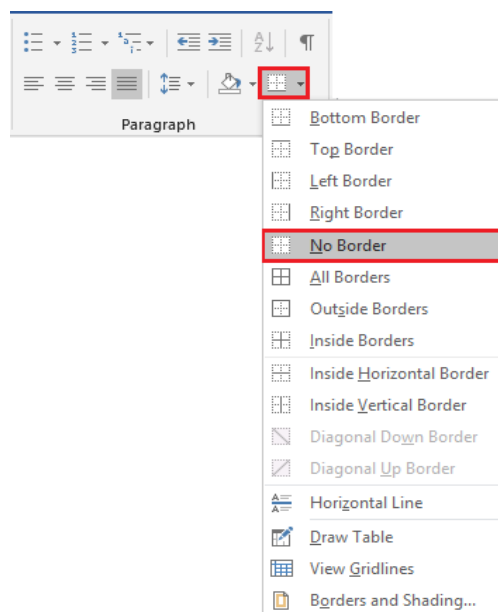 Paragraph
Bottom Border
Top Border
Left Border
Right Border
No Border
All Borders
Outside Borders
Inside Borders
Inside Horizontal Border
Inside Vertical Border
Diagonal Down Border
Diagonal Up Border
Horizontal Line
Draw Table
View Gridlines
Borders and Shading...